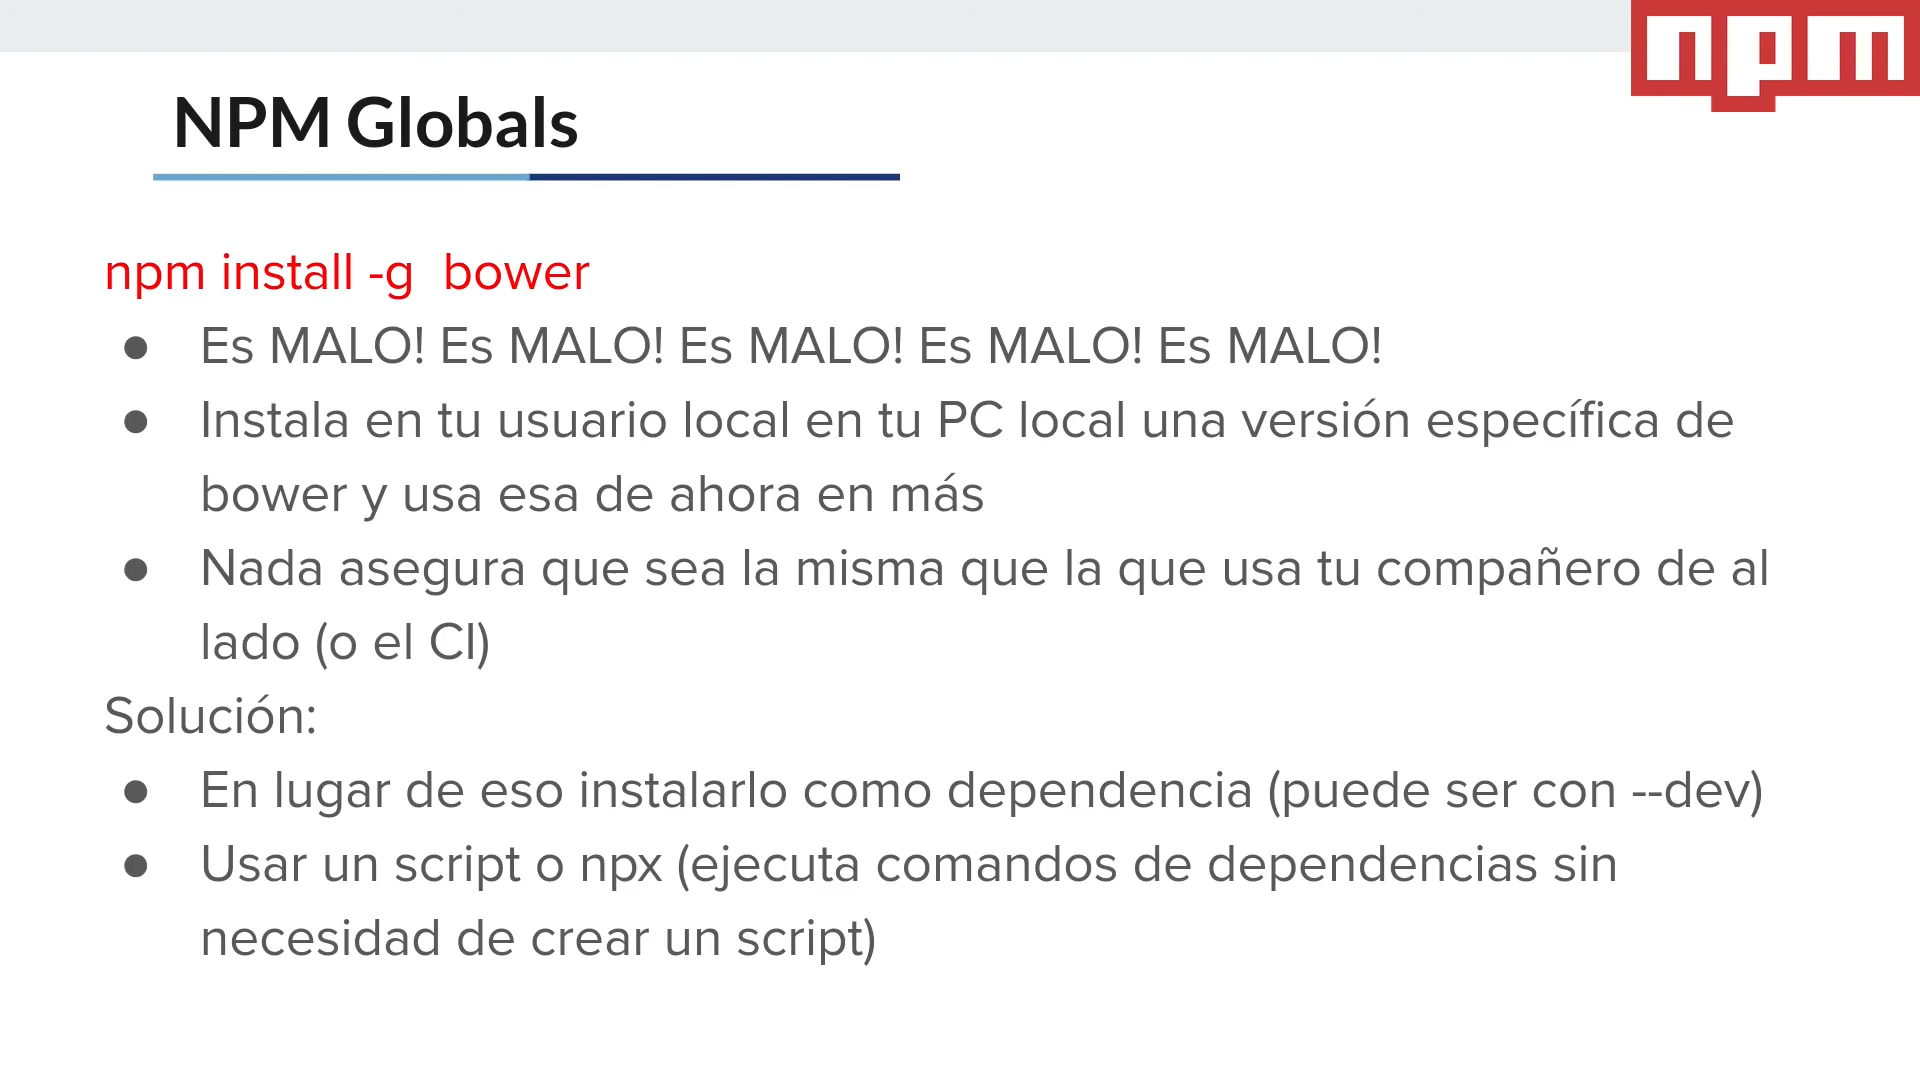 npm
NPM Globals
npm install -g  bower
● Es MALO! Es MALO! Es MALO! Es MALO! Es MALO!
● Instala en tu usuario local en tu PC local una versión específica de
bower y usa esa de ahora en más
● Nada asegura que sea la misma que la que usa tu compañero de al
lado (o el CI)
Solución:
● En lugar de eso instalarlo como dependencia (puede ser con --dev)
● Usar un script o npx (ejecuta comandos de dependencias sin
necesidad de crear un script)